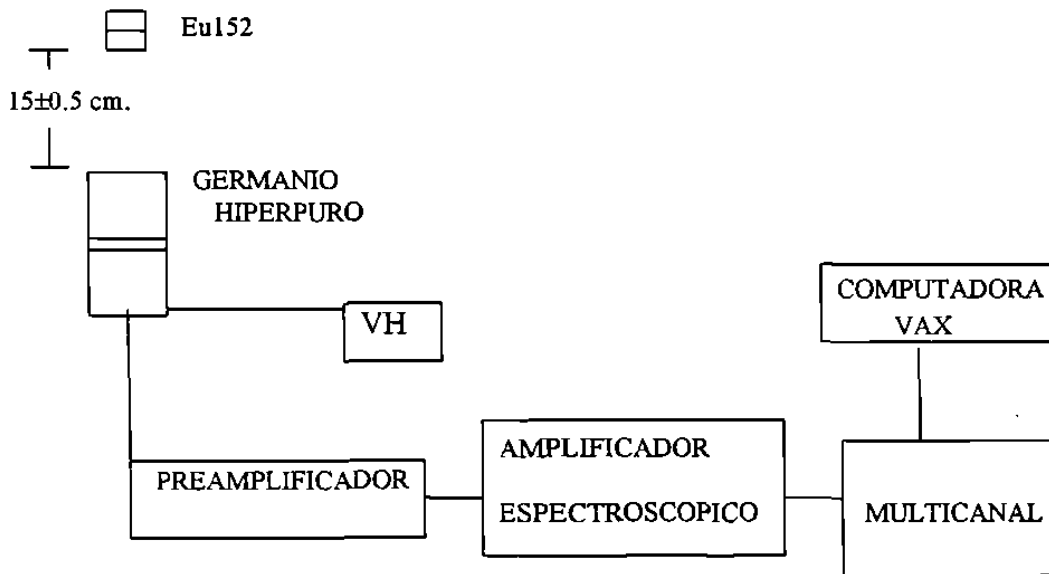 Eu152
15±0.5 cm.
GERMANIO
HIPERPURO
VH
COMPUTADORA
VAX
PREAMPLIFICADOR
AMPLIFICADOR
ESPECTROSCOPICO
MULTICANAL